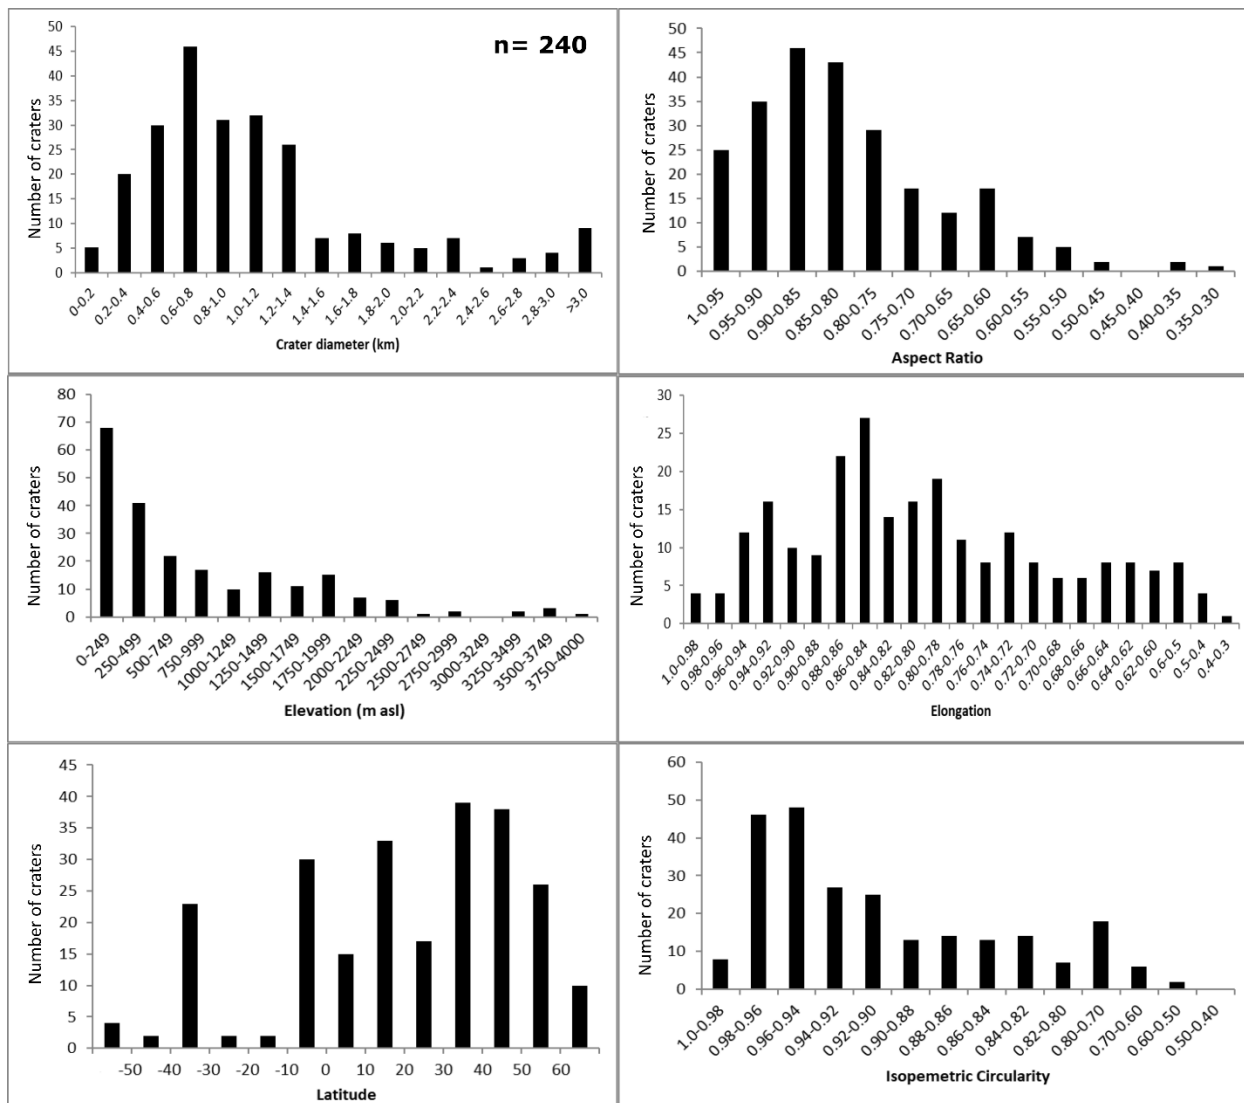 n= 240
Number of craters
50
45
40
35
30
25
20
15
10
5
0
0-0.2 0.2-0.4 0.4-0.6 0.6-0.8 0.8-1.0 1.0-1.2 1.2-1.4 1.4-1.6 1.6-1.8 1.8-2.0 2.0-2.2 2.2-2.4 2.4-2.6 2.6-2.8 2.8-3.0 >3.0
Crater diameter (km)
Number of craters
50
45
40
35
30
25
20
15
10
5
0
1-0.95 0.95-0.90 0.90-0.85 0.85-0.80 0.80-0.75 0.75-0.70 0.70-0.65 0.65-0.60 0.60-0.55 0.55-0.50 0.50-0.45 0.45-0.40 0.40-0.35 0.35-0.30
Aspect Ratio
Number of craters
80
70
60
50
40
30
20
10
0
0-249 250-499 500-749 750-999 1000-1249 1250-1499 1500-1749 1750-1999 2000-2249 2250-2499 2500-2749 2750-2999 3000-3249 3250-3499 3500-3749 3750-4000
Elevation (m asl)
Number of craters
30
25
20
15
10
5
0
1.0-0.98 0.98-0.96 0.96-0.94 0.94-0.92 0.92-0.90 0.90-0.88 0.88-0.86 0.86-0.84 0.84-0.82 0.82-0.80 0.80-0.78 0.78-0.76 0.76-0.74 0.74-0.72 0.72-0.70 0.70-0.68 0.68-0.66 0.66-0.64 0.64-0.62 0.62-0.60 0.6-0.5 0.5-0.4 0.4-0.3
Elongation
Number of craters
45
40
35
30
25
20
15
10
5
0
-50 -40 -30 -20 -10 0 10 20 30 40 50 60
Latitude
Number of craters
60
50
40
30
20
10
0
1.0-0.98 0.98-0.96 0.96-0.94 0.94-0.92 0.92-0.90 0.90-0.88 0.88-0.86 0.86-0.84 0.84-0.82 0.82-0.80 0.80-0.70 0.70-0.60 0.60-0.50 0.50-0.40
Isopemetric Circularity